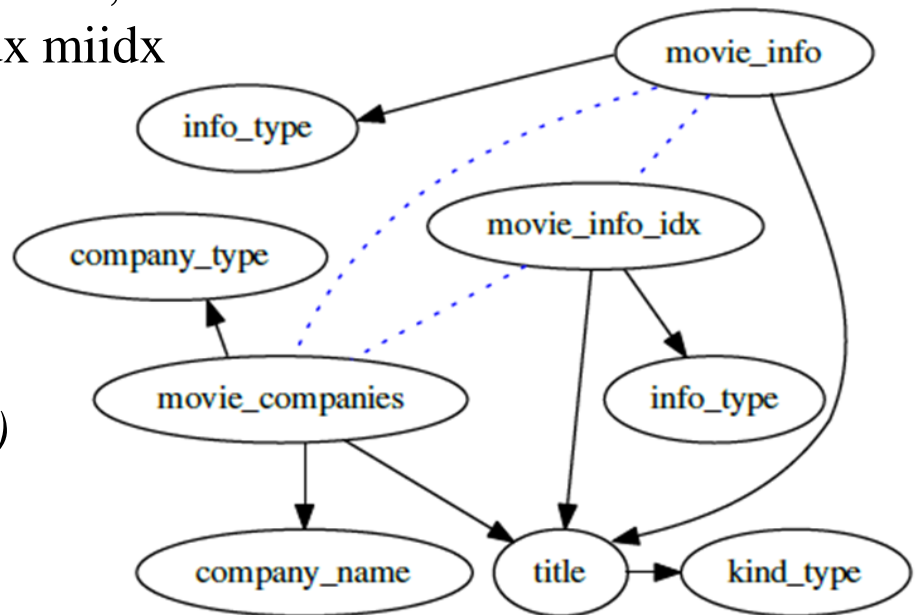 miidx
movie_info
info_type
movie_info_idx
company_type
movie_companies
info_type
)
company_name
title
kind_type